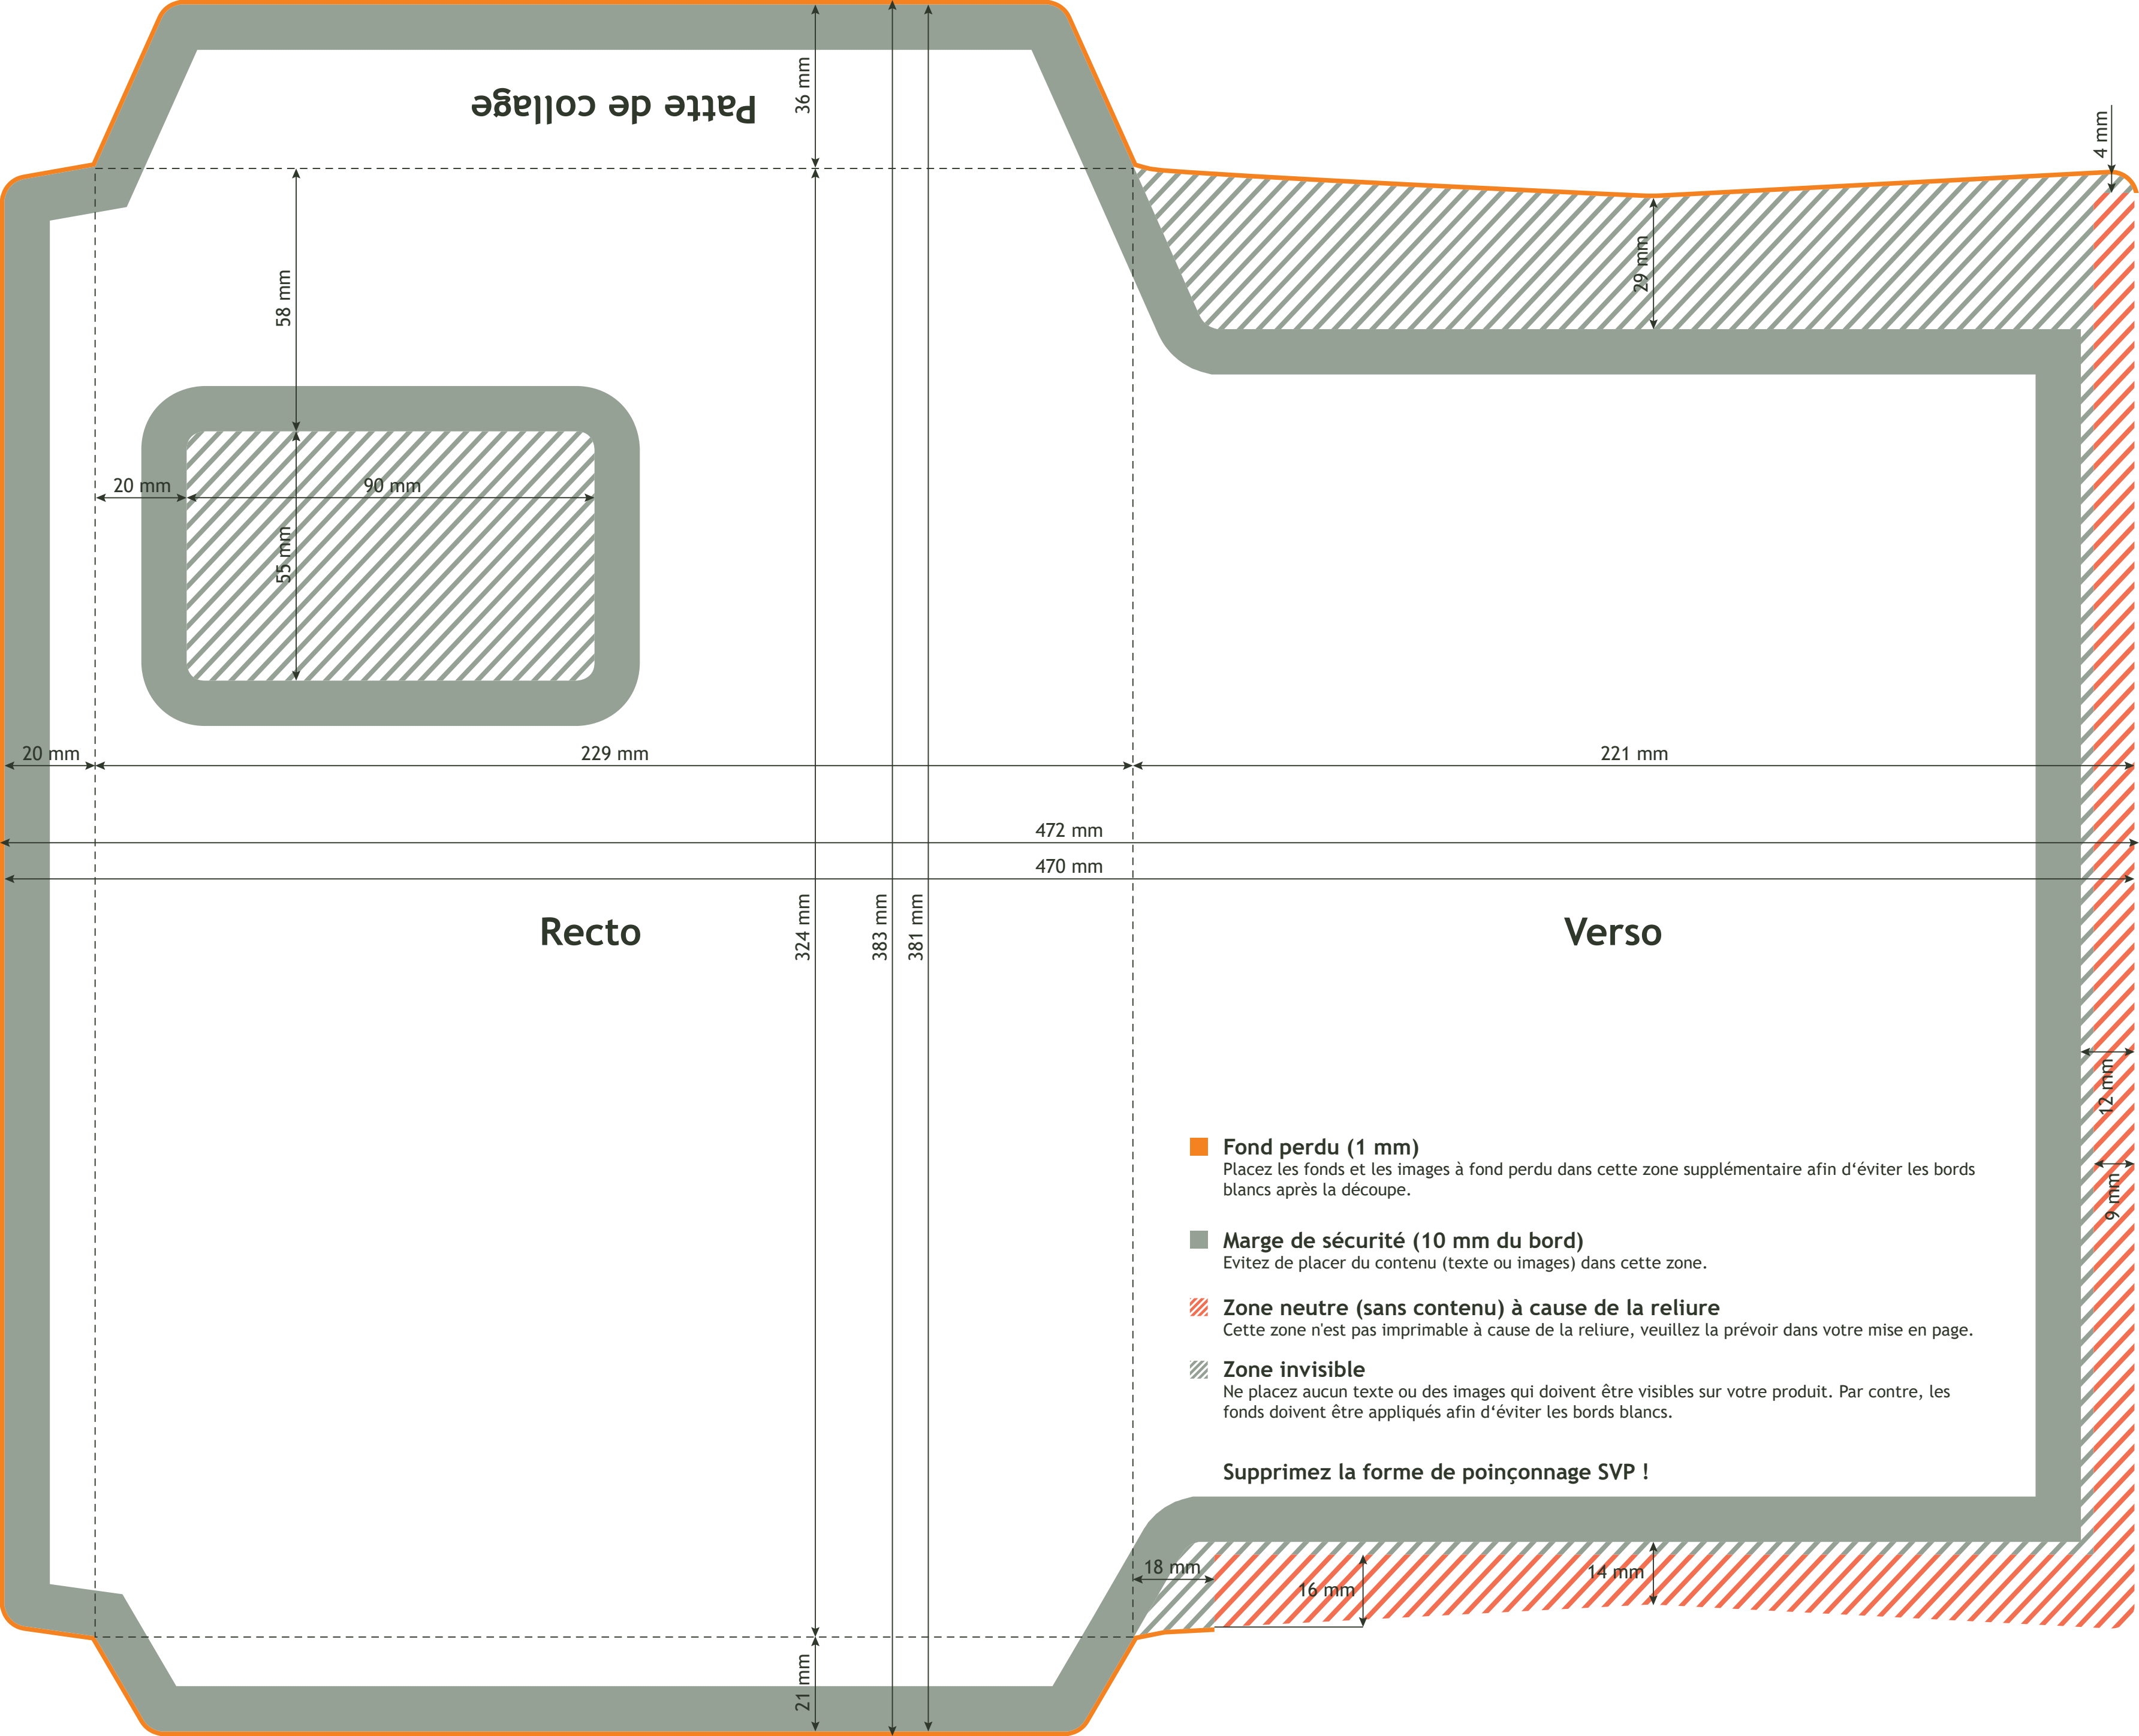 Patte de collage
36 mm
4 mm
29 mm
58 mm
20 mm
90 mm
55 mm
20 mm
229 mm
221 mm
472 mm
470 mm
324 mm
383 mm
381 mm
Recto
Verso
12 mm
9 mm
Fond perdu (1 mm)
Placez les fonds et les images à fond perdu dans cette zone supplémentaire afin d‘éviter les bords
blancs après la découpe.
Marge de sécurité (10 mm du bord)
Evitez de placer du contenu (texte ou images) dans cette zone.
Zone neutre (sans contenu) à cause de la reliure
Cette zone n'est pas imprimable à cause de la reliure, veuillez la prévoir dans votre mise en page.
Zone invisible
Ne placez aucun texte ou des images qui doivent être visibles sur votre produit. Par contre, les
fonds doivent être appliqués afin d‘éviter les bords blancs.
Supprimez la forme de poinçonnage SVP !
18 mm
16 mm
14 mm
21 mm